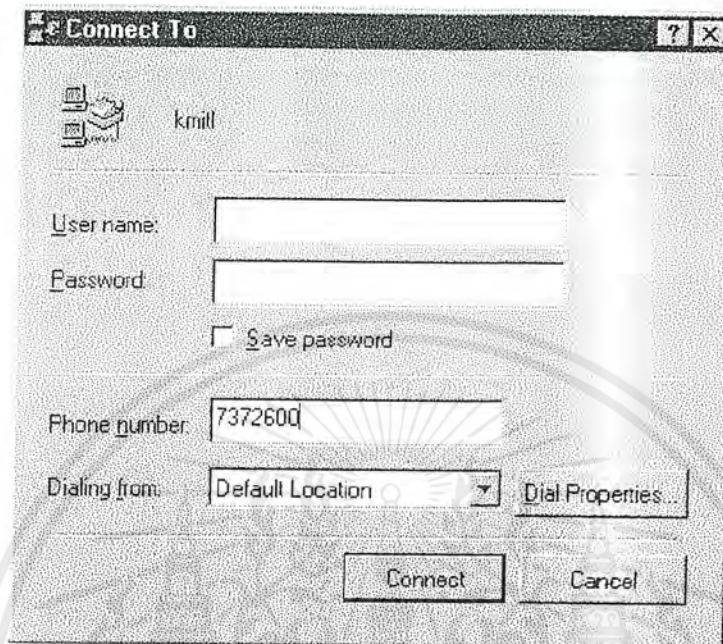 Connect To
kmitl
User name:
Password:
Save password
Phone number: 7372600
Dialing from: Default Location Dial Properties...
Connect Cancel